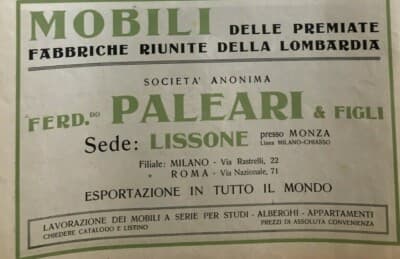 MOBILI DELLE PREMIATE
FABBRICHE RIUNITE DELLA LOMBARDIA
SOCIETA' ANONIMA
FERD.DO PALEARI & FIGLI
Sede: LISSONE presso MONZA
Linea MILANO-CHIASSO
Filiale: MILANO - Via Rastrelli, 22
" ROMA - Via Nazionale, 71
ESPORTAZIONE IN TUTTO IL MONDO
LAVORAZIONE DEI MOBILI A SERIE PER STUDI - ALBERGHI - APPARTAMENTI
CHIEDERE CATALOGO E LISTINO PREZZI DI ASSOLUTA CONVENIENZA